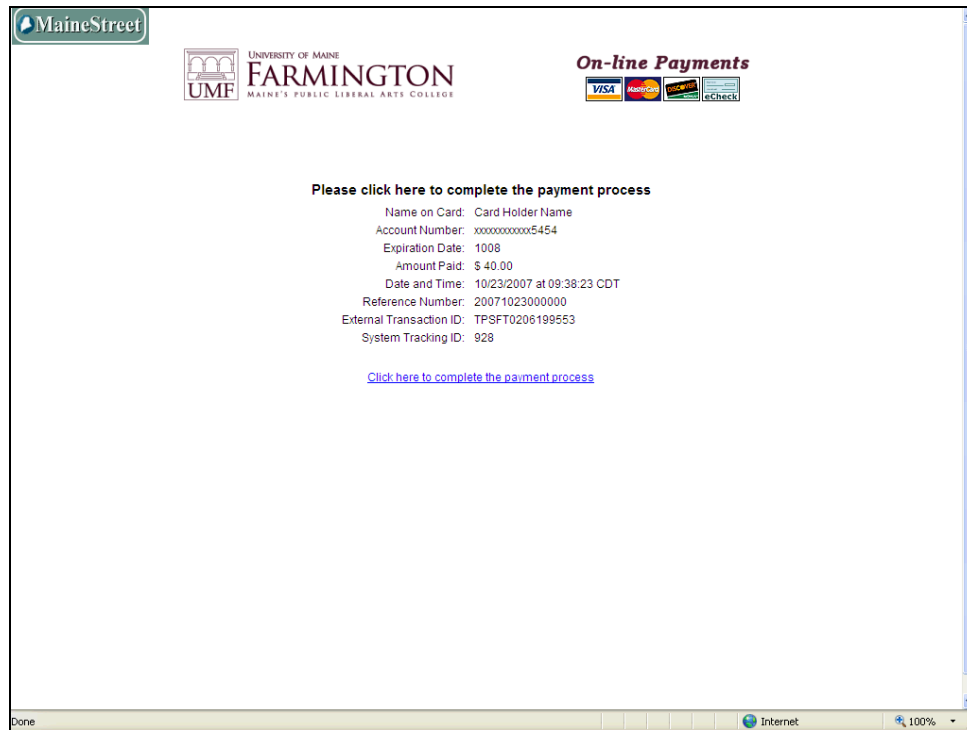 MaineStreet
UNIVERSITY OF MAINE
FARMINGTON
UMF
MAINE'S PUBLIC LIBERAL ARTS COLLEGE
On-line Payments
VISA MasterCard DISCOVER eCheck
Please click here to complete the payment process
Name on Card: Card Holder Name
Account Number: xxxxxxxxxxxx5454
Expiration Date: 1008
Amount Paid: $ 40.00
Date and Time: 10/23/2007 at 09:38:23 CDT
Reference Number: 20071023000000
External Transaction ID: TPSFT0206199553
System Tracking ID: 928
Click here to complete the payment process
Done Internet 100%